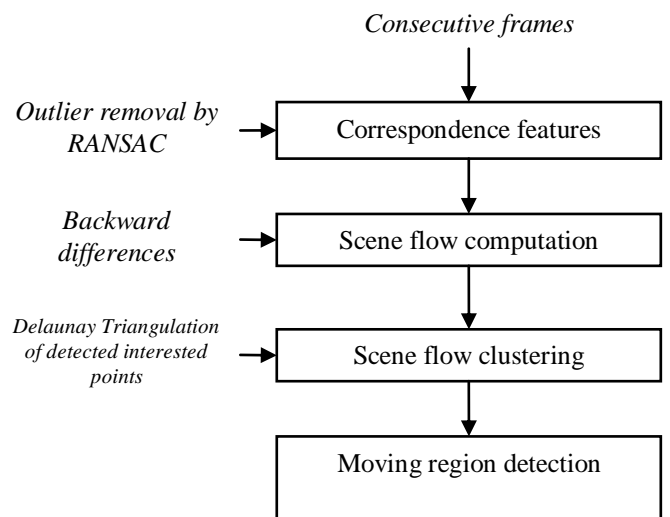 Consecutive frames
Outlier removal by
RANSAC
Correspondence features
Backward
differences
Scene flow computation
Delaunay Triangulation
of detected interested
points
Scene flow clustering
Moving region detection